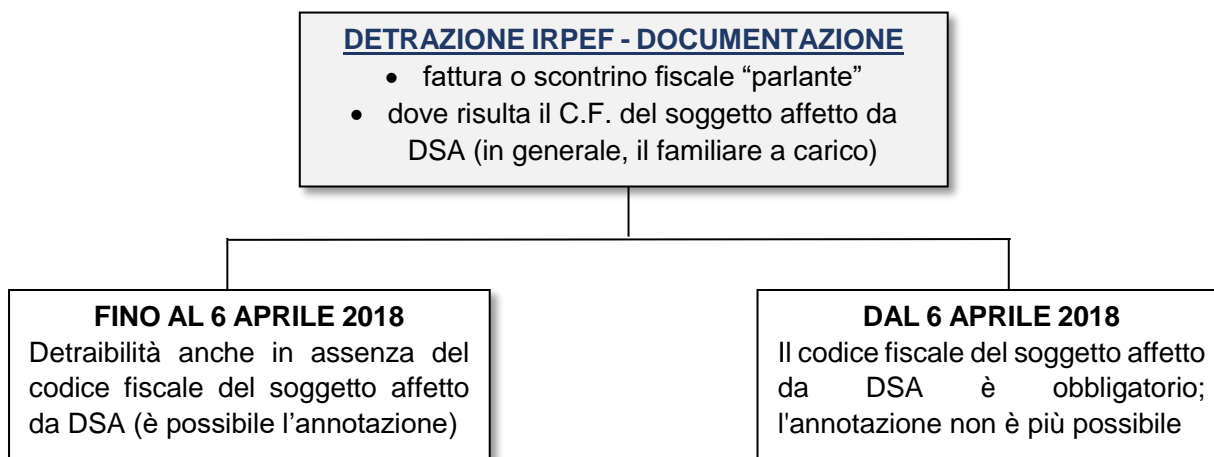 DETRAZIONE IRPEF - DOCUMENTAZIONE
• fattura o scontrino fiscale “parlante”
• dove risulta il C.F. del soggetto affetto da
DSA (in generale, il familiare a carico)
FINO AL 6 APRILE 2018
Detraibilità anche in assenza del
codice fiscale del soggetto affetto
da DSA (è possibile l’annotazione)
DAL 6 APRILE 2018
Il codice fiscale del soggetto affetto
da DSA è obbligatorio;
l'annotazione non è più possibile